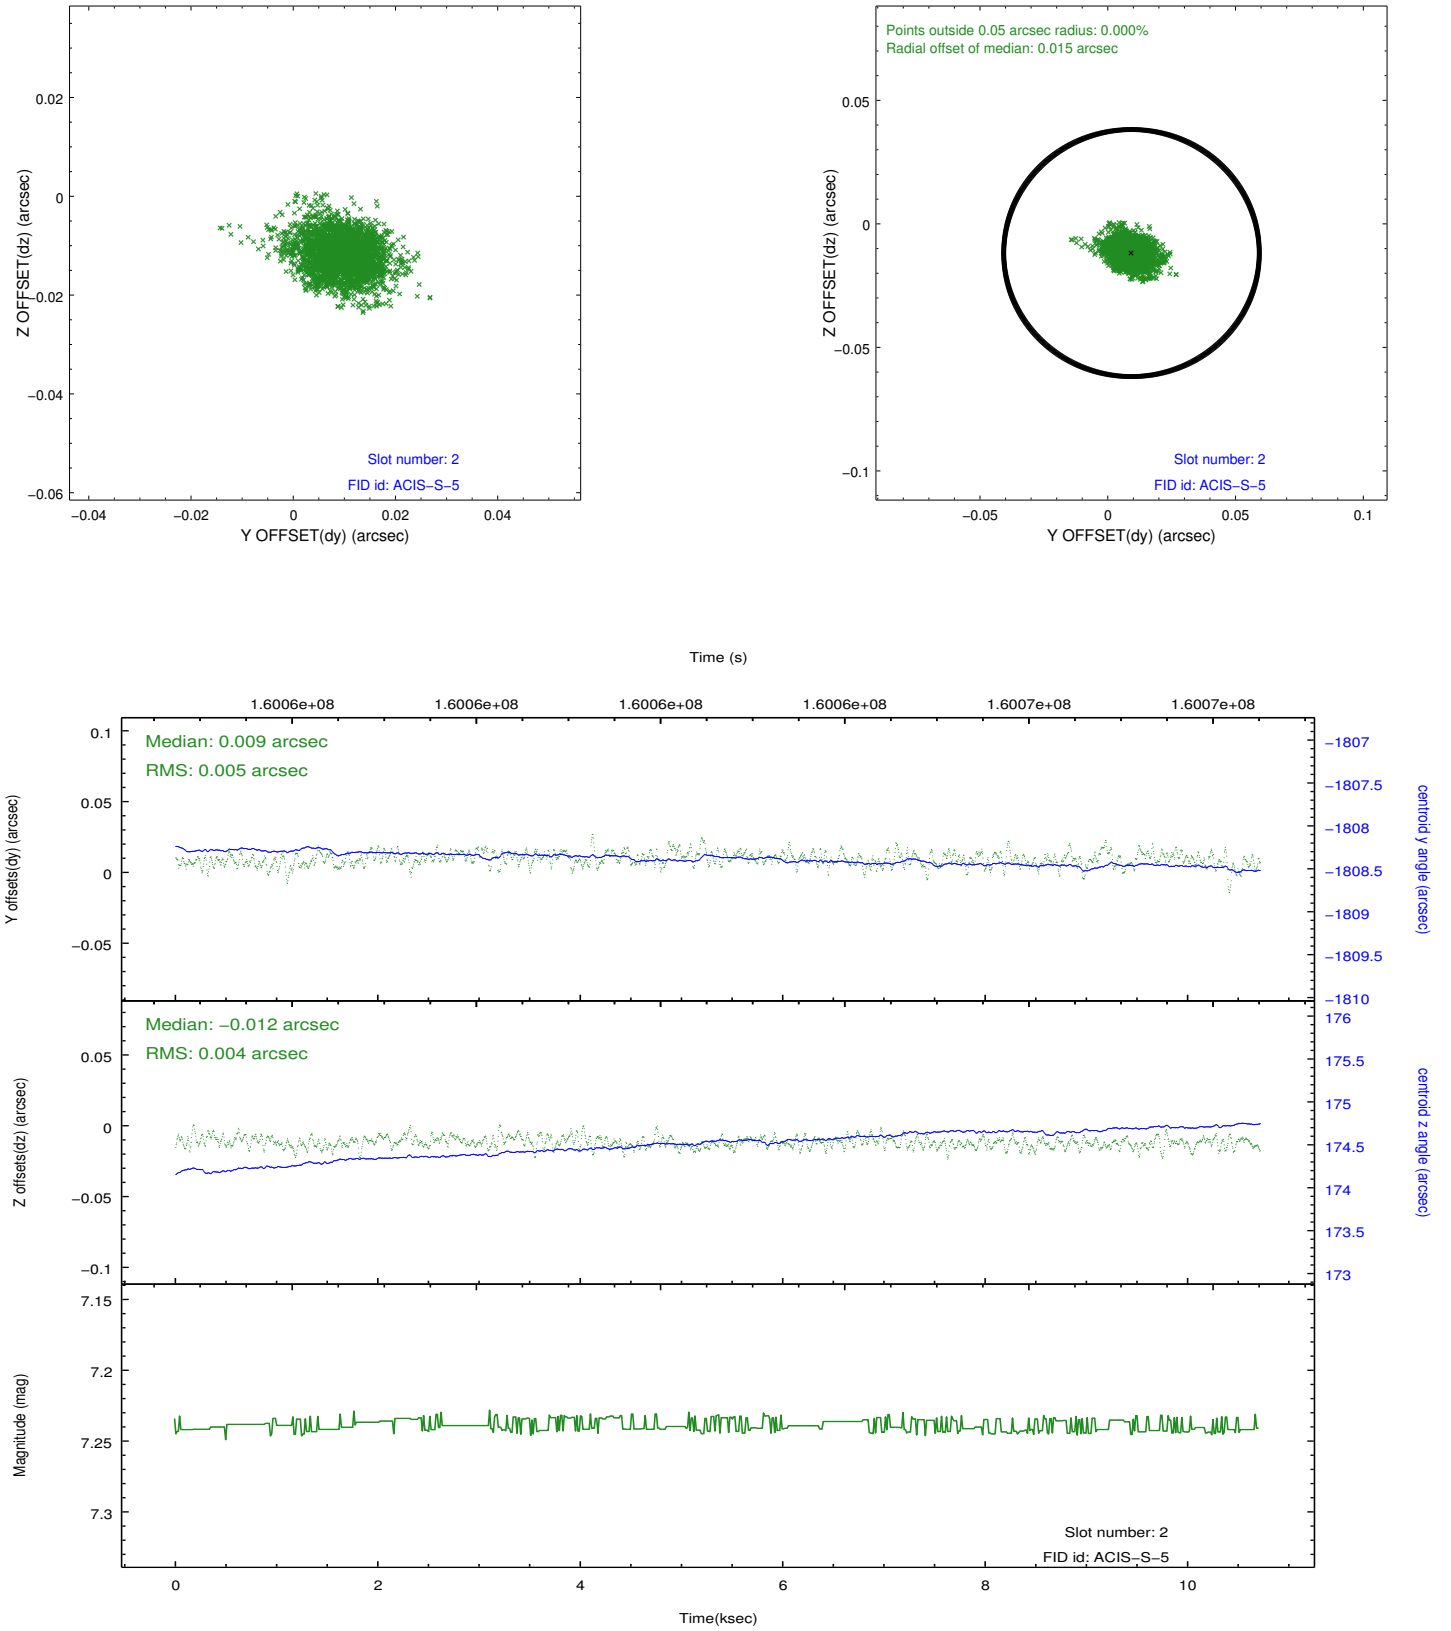 0.02
0
−0.02
−0.04
−0.06
Z OFFSET(dz) (arcsec)
Slot number: 2
FID id: ACIS−S−5
−0.04
−0.02
0
0.02
0.04
Y OFFSET(dy) (arcsec)
Points outside 0.05 arcsec radius: 0.000%
Radial offset of median: 0.015 arcsec
0.05
0
−0.05
−0.1
Z OFFSET(dz) (arcsec)
Slot number: 2
FID id: ACIS−S−5
−0.05
0
0.05
0.1
Y OFFSET(dy) (arcsec)
Time (s)
1.6006e+08
1.6006e+08
1.6006e+08
1.6006e+08
1.6007e+08
1.6007e+08
Median: 0.009 arcsec
RMS: 0.005 arcsec
0.1
0.05
0
−0.05
Y offsets(dy) (arcsec)
−1807
−1807.5
−1808
−1808.5
−1809
−1809.5
−1810
centroid y angle (arcsec)
Median: −0.012 arcsec
RMS: 0.004 arcsec
0.05
0
−0.05
−0.1
Z offsets(dz) (arcsec)
176
175.5
175
174.5
174
173.5
173
centroid z angle (arcsec)
7.15
7.2
7.25
7.3
Magnitude (mag)
Slot number: 2
FID id: ACIS−S−5
0
2
4
6
8
10
Time(ksec)